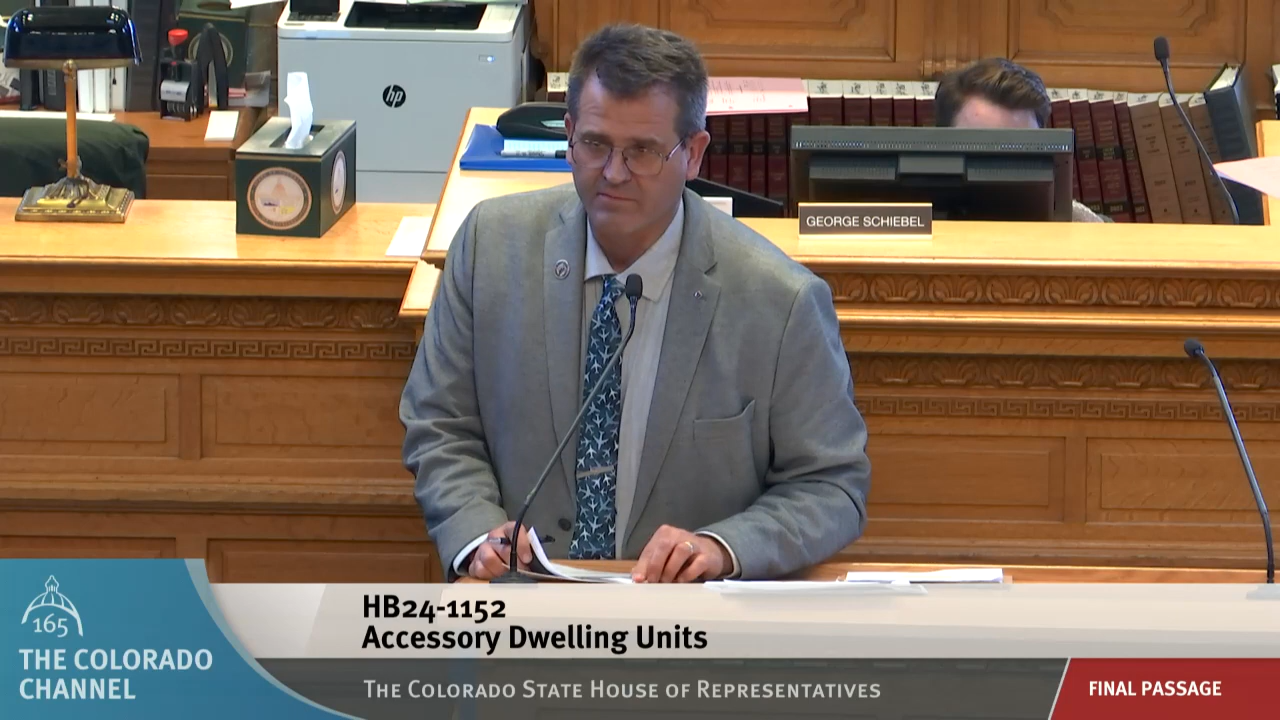 hp
GEORGE SCHIEBEL
165
THE COLORADO
CHANNEL
HB24-1152
Accessory Dwelling Units
THE COLORADO STATE HOUSE OF REPRESENTATIVES
FINAL PASSAGE